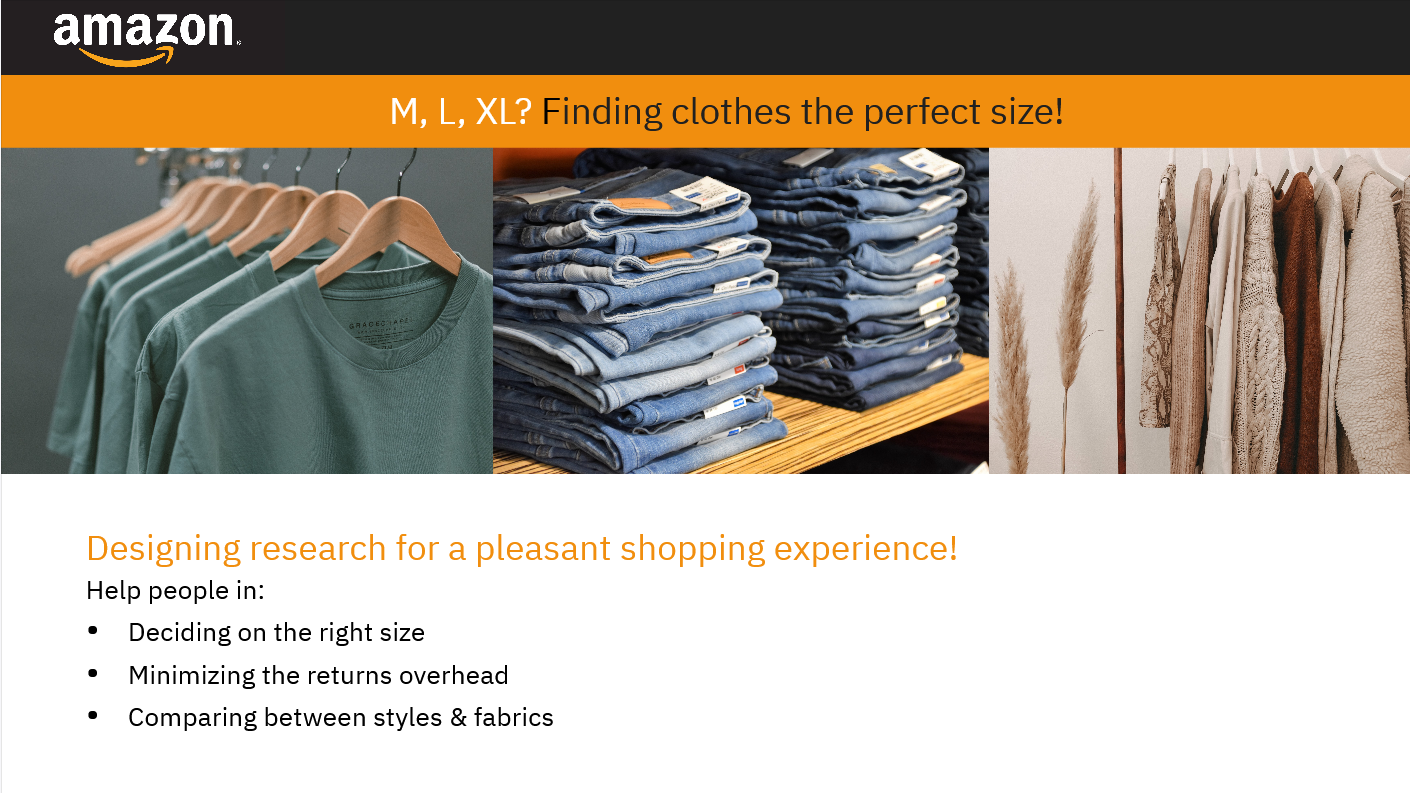 amazon
M, L, XL? Finding clothes the perfect size!
Designing research for a pleasant shopping experience!
Help people in:
• Deciding on the right size
• Minimizing the returns overhead
• Comparing between styles & fabrics